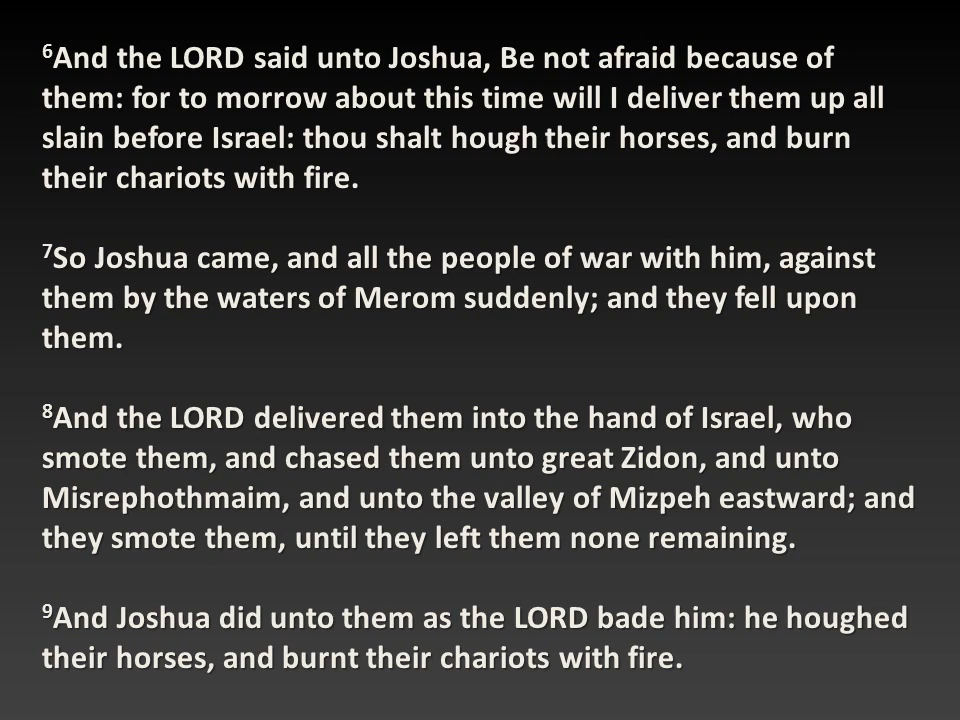 ⁶And the LORD said unto Joshua, Be not afraid because of
them: for to morrow about this time will I deliver them up all
slain before Israel: thou shalt hough their horses, and burn
their chariots with fire.
⁷So Joshua came, and all the people of war with him, against
them by the waters of Merom suddenly; and they fell upon
them.
⁸And the LORD delivered them into the hand of Israel, who
smote them, and chased them unto great Zidon, and unto
Misrephothmaim, and unto the valley of Mizpeh eastward; and
they smote them, until they left them none remaining.
⁹And Joshua did unto them as the LORD bade him: he houghed
their horses, and burnt their chariots with fire.